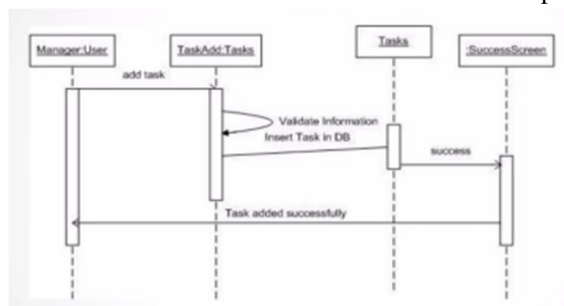 Manager:User
TaskAdd:Tasks
Tasks
:SuccessScreen
add task
Validate Information
Insert Task in DB
success
Task added successfully